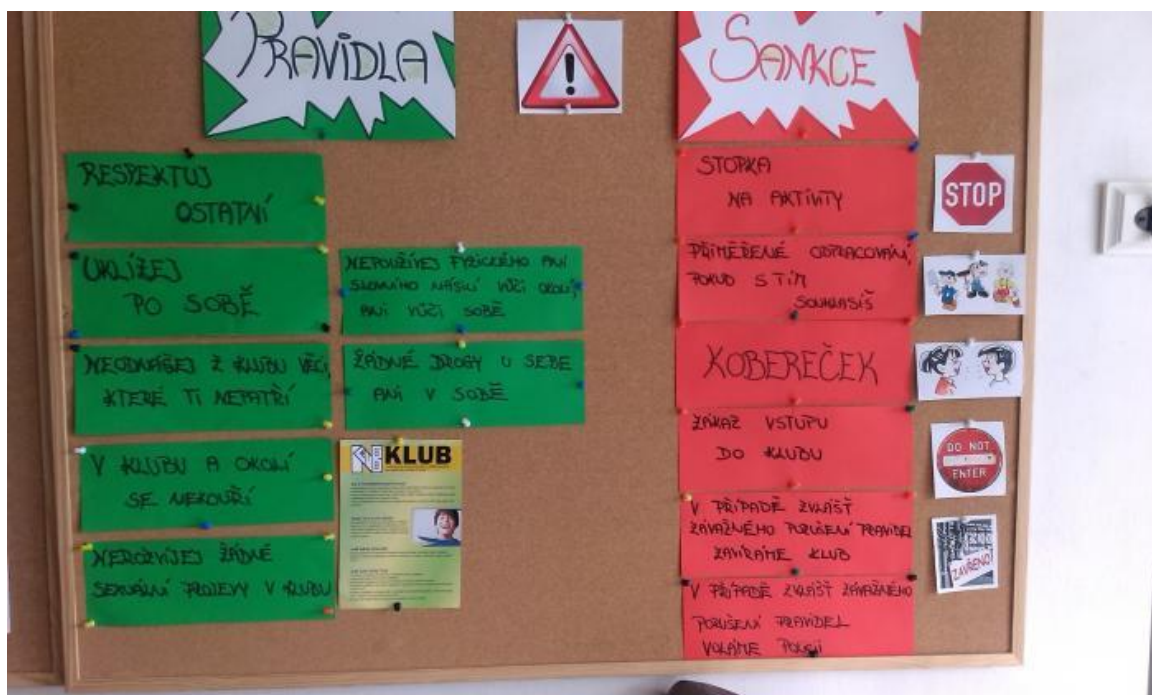 PRAVIDLA
RESPEKTUJ
OSTATNÍ
UKLÍZEJ
PO SOBĚ
NEODNÁŠEJ Z KLUBU VĚCI,
KTERÉ TI NEPATŘÍ
V KLUBU A OKOLÍ
SE NEKOUŘÍ
NEROZVÍJEJ ŽÁDNÉ
SEXUÁLNÍ PROJEVY V KLUBU
NEPOUŽÍVEJ FYZICKÉHO ANI
SLOVNÍHO NÁSILÍ VŮČI OKOLÍ,
ANI VŮČI SOBĚ
ŽÁDNÉ DROGY U SEBE
ANI V SOBĚ
KLUB
SANKCE
STOPKA
NA AKTIVITY
STOP
PŘIMĚŘENÉ ODPRACOVÁNÍ,
POKUD S TÍM
SOUHLASÍŠ
KOBEREČEK
ZÁKAZ VSTUPU
DO KLUBU
DO NOT
ENTER
V PŘÍPADĚ ZVLÁŠŤ
ZÁVAŽNÉHO PORUŠENÍ PRAVIDEL
ZAVÍRÁME KLUB
ZAVŘENO!
V PŘÍPADĚ ZVLÁŠŤ ZÁVAŽNÉHO
PORUŠENÍ PRAVIDEL
VOLÁME POLICII